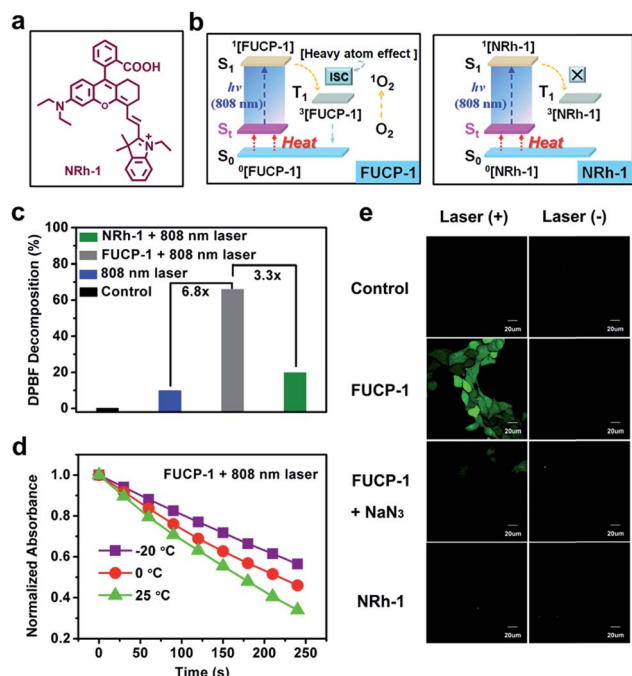 a
COOH
O
N
N
+
NRh-1
b
¹[FUCP-1]
[Heavy atom effect]
S₁
ISC
¹O₂
hv
(808 nm)
T₁
³[FUCP-1]
Sₜ
O₂
Heat
S₀
⁰[FUCP-1]
FUCP-1
¹[NRh-1]
S₁
hv
(808 nm)
T₁
³[NRh-1]
Sₜ
Heat
S₀
⁰[NRh-1]
NRh-1
c
DPBF Decomposition (%)
100
80
60
40
20
0
NRh-1 + 808 nm laser
FUCP-1 + 808 nm laser
808 nm laser
Control
6.8x
3.3x
d
Normalized Absorbance
1.0
0.8
0.6
0.4
0.2
FUCP-1 + 808 nm laser
-20 °C
0 °C
25 °C
0 50 100 150 200 250
Time (s)
e
Laser (+) Laser (-)
Control
20um 20um
FUCP-1
20um 20um
FUCP-1
+ NaN₃
20um 20um
NRh-1
20um 20um